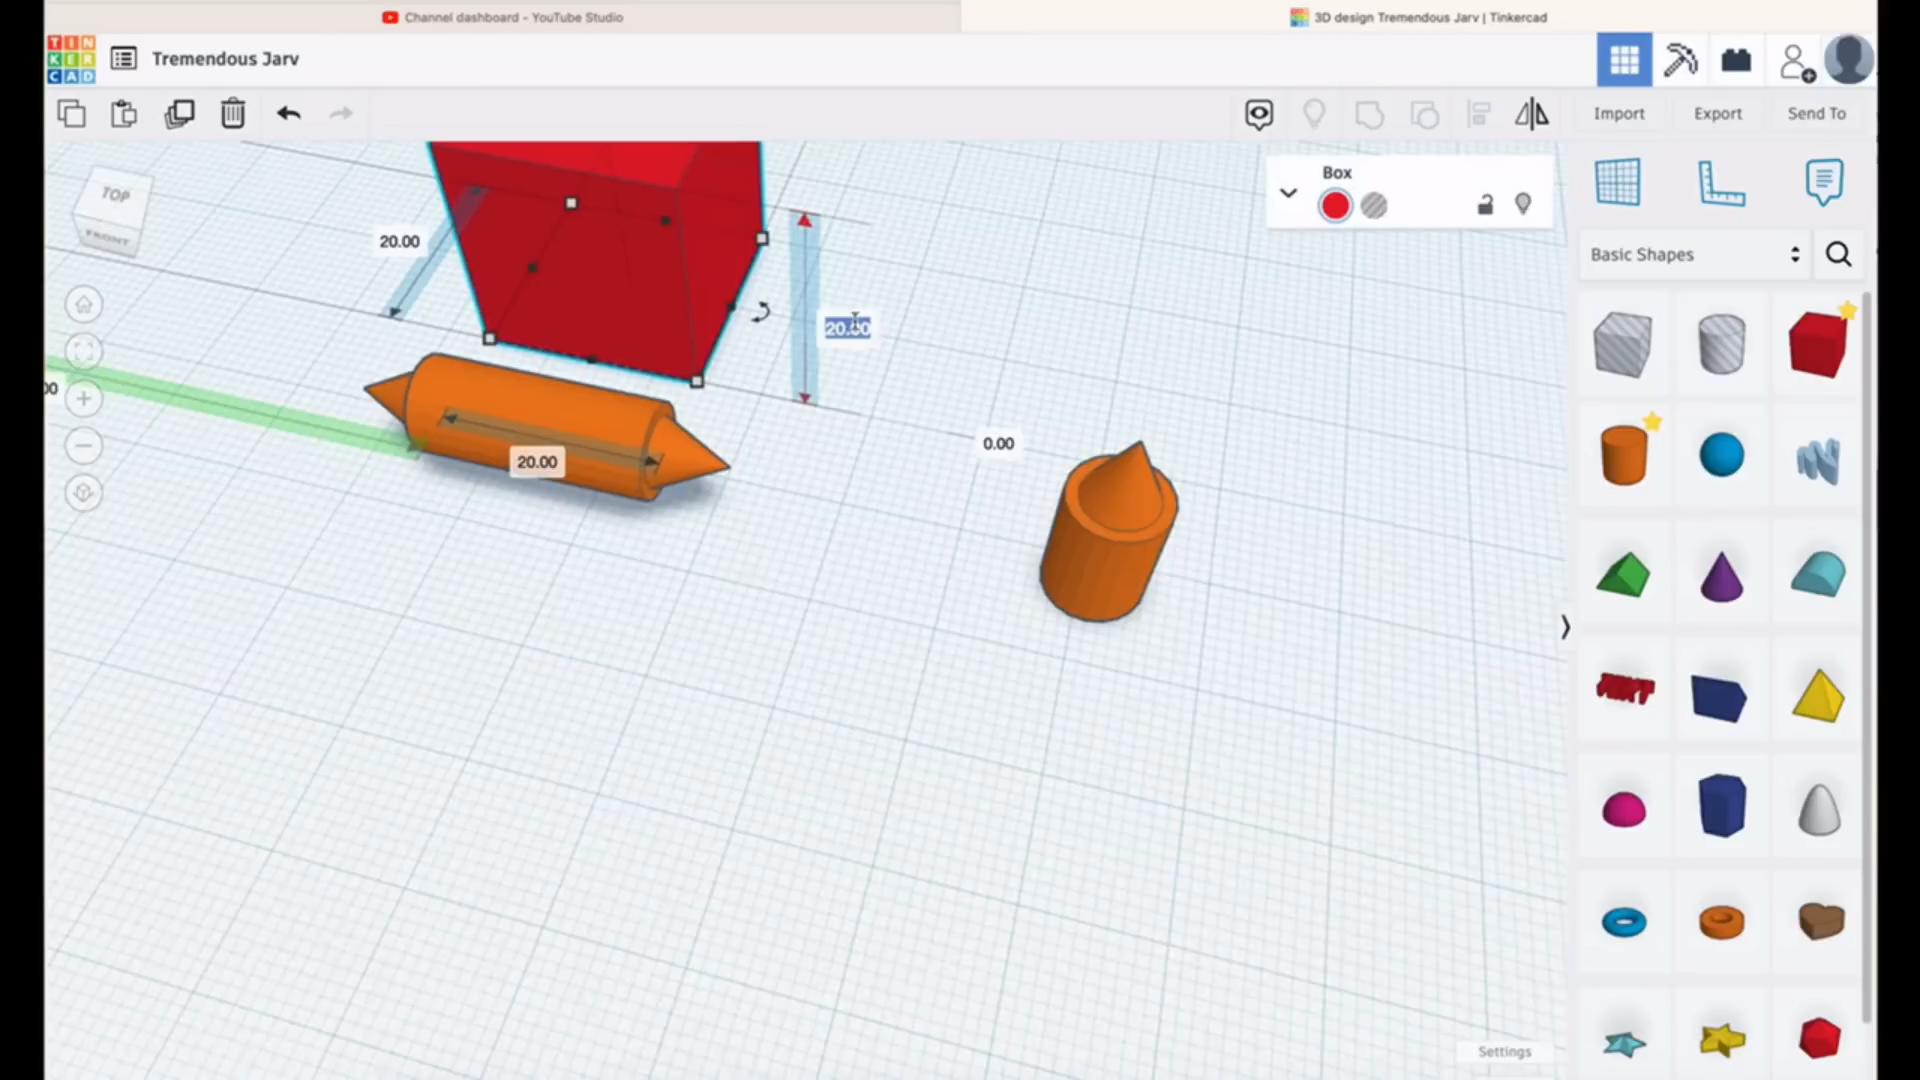 Channel dashboard - YouTube Studio
3D design Tremendous Jarv | Tinkercad
TIN
KER
CAD
Tremendous Jarv
Import
Export
Send To
TOP
FRONT
Box
20.00
20.00
Basic Shapes
00
20.00
0.00
Settings